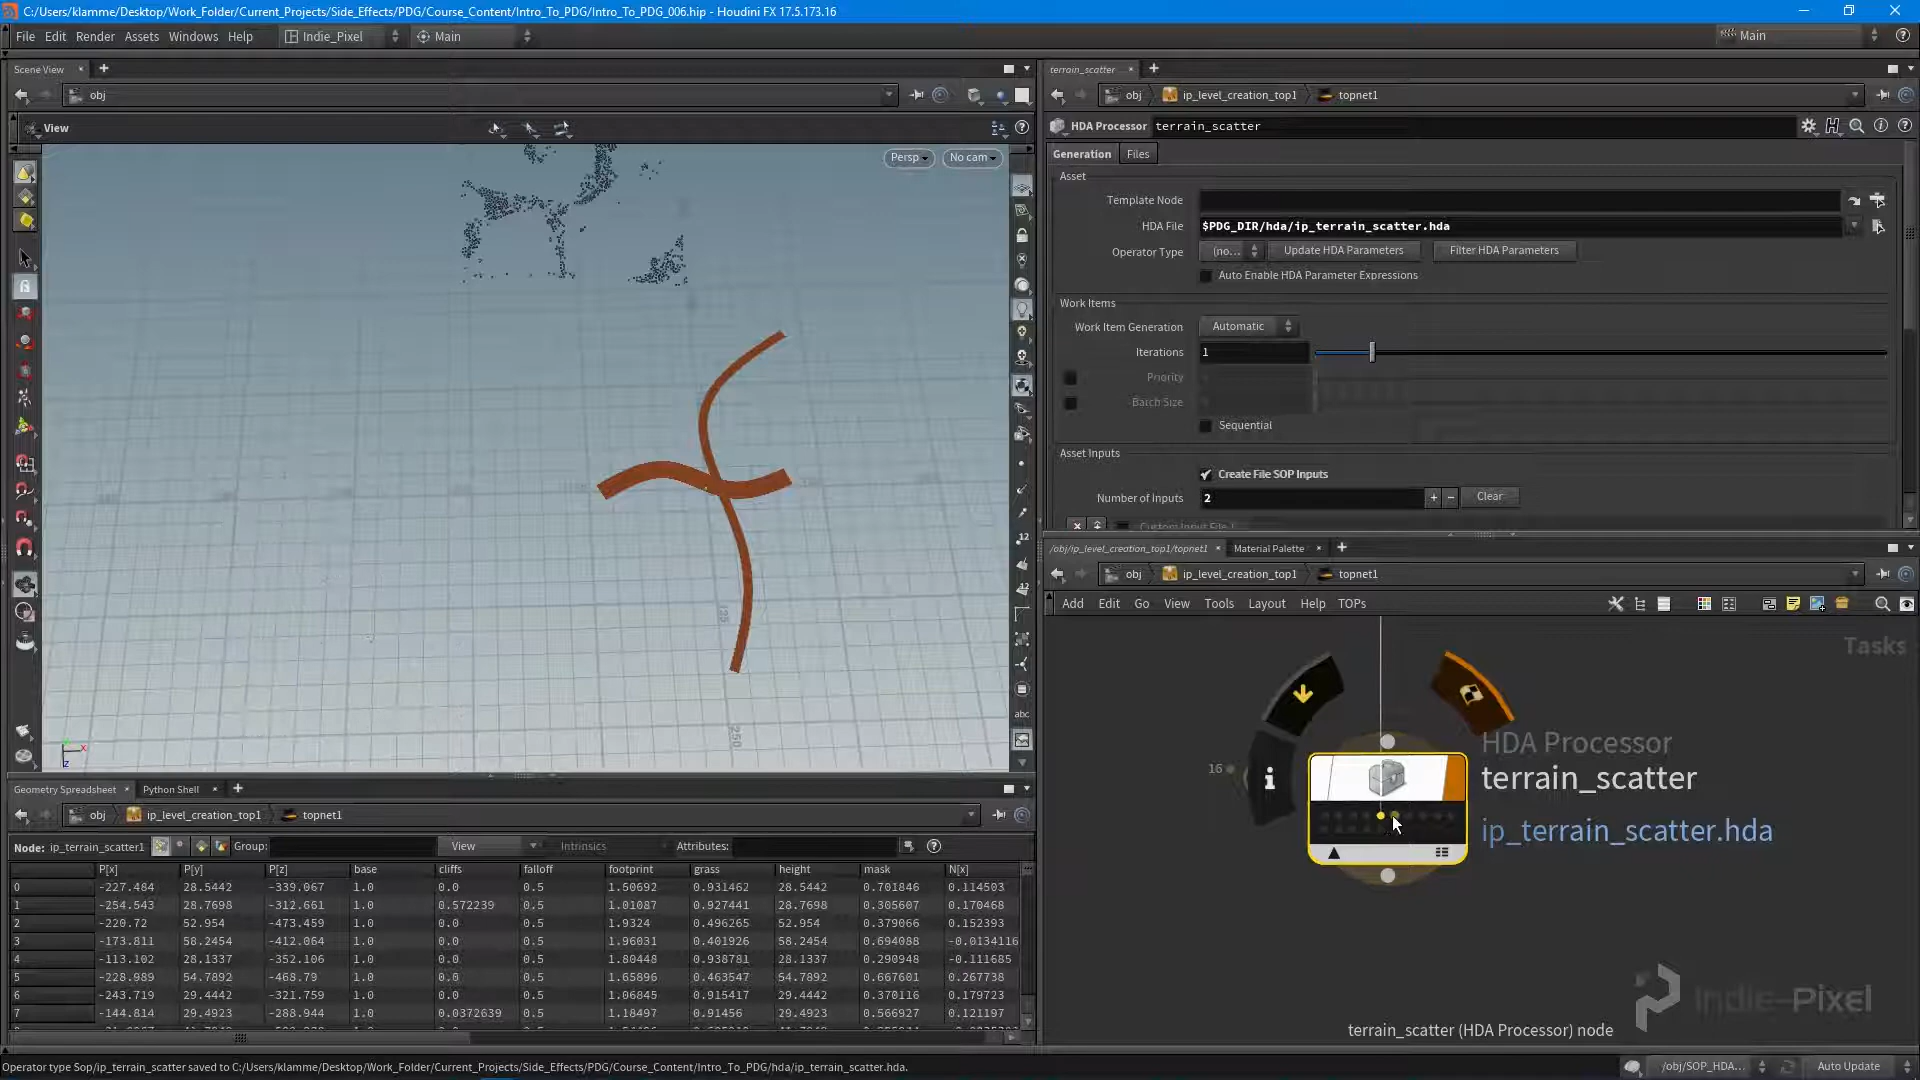 C:/Users/klamme/Desktop/Work_Folder/Current_Projects/Side_Effects/PDG/Course_Content/Intro_To_PDG/Intro_To_PDG_006.hip - Houdini FX 17.5.173.16
File Edit Render Assets Windows Help Indie_Pixel Main Main
Scene View
obj
View
Persp No cam
250
terrain_scatter
obj ip_level_creation_top1 topnet1
HDA Processor terrain_scatter
Generation Files
Asset
Template Node
HDA File $PDG_DIR/hda/ip_terrain_scatter.hda
Operator Type (no... Update HDA Parameters Filter HDA Parameters
Auto Enable HDA Parameter Expressions
Work Items
Work Item Generation Automatic
Iterations 1
Priority
Batch Size
Sequential
Asset Inputs
Create File SOP Inputs
Number of Inputs 2 + − Clear
Custom Input File 1
/obj/ip_level_creation_top1/topnet1 Material Palette
obj ip_level_creation_top1 topnet1
Add Edit Go View Tools Layout Help TOPs
Tasks
16
HDA Processor
terrain_scatter
ip_terrain_scatter.hda
Indie-Pixel
terrain_scatter (HDA Processor) node
Geometry Spreadsheet Python Shell
obj ip_level_creation_top1 topnet1
Node: ip_terrain_scatter1 Group: View Intrinsics Attributes:
P[x] P[y] P[z] base cliffs falloff footprint grass height mask N[x]
0 -227.484 28.5442 -339.067 1.0 0.0 0.5 1.50692 0.931462 28.5442 0.701846 0.114503
1 -254.543 28.7698 -312.661 1.0 0.572239 0.5 1.01087 0.927441 28.7698 0.305607 0.170468
2 -220.72 52.954 -473.459 1.0 0.0 0.5 1.9324 0.496265 52.954 0.379066 0.152393
3 -173.811 58.2454 -412.064 1.0 0.0 0.5 1.96031 0.401926 58.2454 0.694088 -0.0134116
4 -113.102 28.1337 -352.106 1.0 0.0 0.5 1.80448 0.938781 28.1337 0.290948 -0.111685
5 -228.989 54.7892 -468.79 1.0 0.0 0.5 1.65896 0.463547 54.7892 0.667601 0.267738
6 -243.719 29.4442 -321.759 1.0 0.0 0.5 1.06845 0.915417 29.4442 0.370116 0.179723
7 -144.814 29.4923 -288.944 1.0 0.0372639 0.5 1.18497 0.91456 29.4923 0.566927 0.121197
Operator type Sop/ip_terrain_scatter saved to C:/Users/klamme/Desktop/Work_Folder/Current_Projects/Side_Effects/PDG/Course_Content/Intro_To_PDG/hda/ip_terrain_scatter.hda.
/obj/SOP_HDA... Auto Update